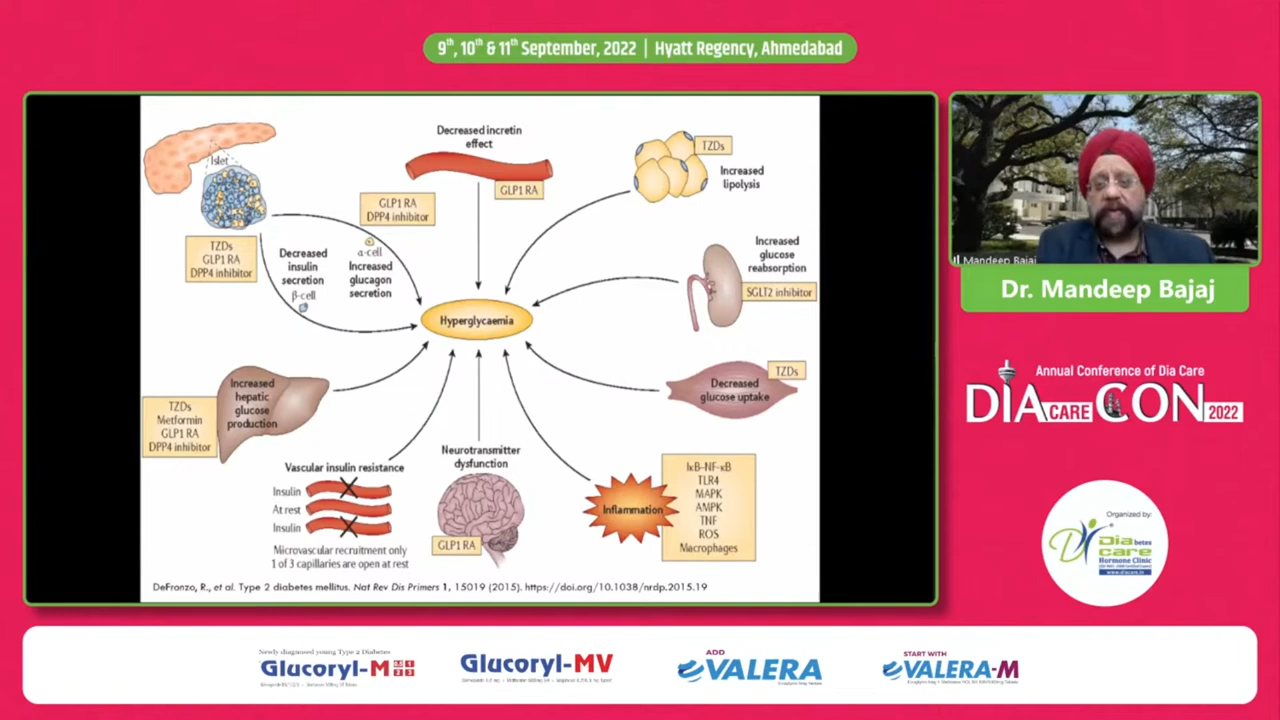 9th, 10th & 11th September, 2022 | Hyatt Regency, Ahmedabad
Islet
TZDs
GLP1 RA
DPP4 inhibitor
Decreased
insulin
secretion
β-cell
GLP1 RA
DPP4 inhibitor
α-cell
Increased
glucagon
secretion
Decreased incretin
effect
GLP1 RA
TZDs
Increased
lipolysis
Increased
glucose
reabsorption
SGLT2 inhibitor
Hyperglycaemia
TZDs
Decreased
glucose uptake
Increased
hepatic
glucose
production
TZDs
Metformin
GLP1 RA
DPP4 inhibitor
Vascular insulin resistance
Insulin
At rest
Insulin
Microvascular recruitment only
1 of 3 capillaries are open at rest
Neurotransmitter
dysfunction
GLP1 RA
Inflammation
IκB–NF-κB
TLR4
MAPK
AMPK
TNF
ROS
Macrophages
DeFronzo, R., et al. Type 2 diabetes mellitus. Nat Rev Dis Primers 1, 15019 (2015). https://doi.org/10.1038/nrdp.2015.19
Mandeep Bajaj
Dr. Mandeep Bajaj
Annual Conference of Dia Care
DIA CARE CON 2022
Organized by:
Diabetes
care
Hormone Clinic
Newly diagnosed young Type 2 Diabetes
Glucoryl-M
Glucoryl-MV
ADD
VALERA
START WITH
VALERA-M